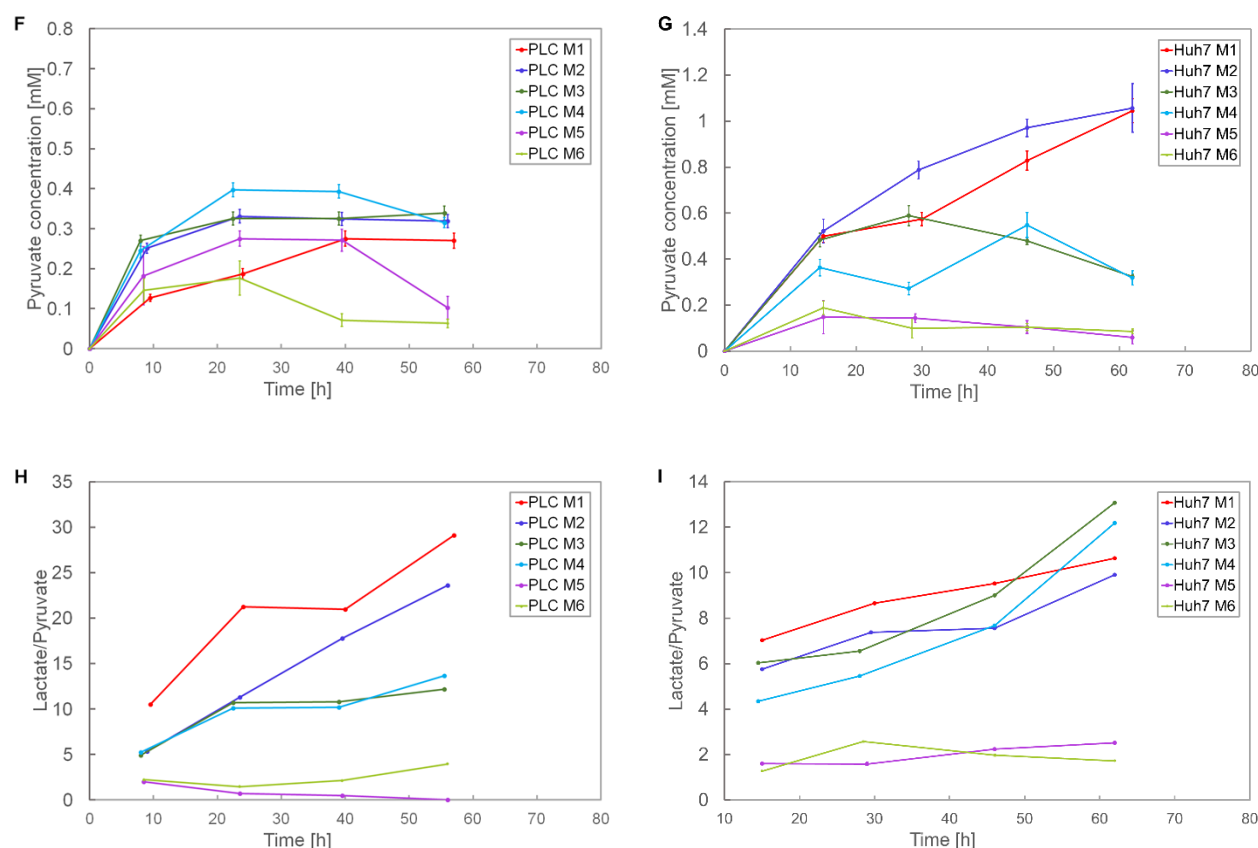 F
Pyruvate concentration [mM]
0.8
0.7
0.6
0.5
0.4
0.3
0.2
0.1
0
0 10 20 30 40 50 60 70 80
Time [h]
PLC M1
PLC M2
PLC M3
PLC M4
PLC M5
PLC M6
G
Pyruvate concentration [mM]
1.4
1.2
1
0.8
0.6
0.4
0.2
0
0 10 20 30 40 50 60 70 80
Time [h]
Huh7 M1
Huh7 M2
Huh7 M3
Huh7 M4
Huh7 M5
Huh7 M6
H
Lactate/Pyruvate
35
30
25
20
15
10
5
0
0 10 20 30 40 50 60 70 80
Time [h]
PLC M1
PLC M2
PLC M3
PLC M4
PLC M5
PLC M6
I
Lactate/Pyruvate
14
12
10
8
6
4
2
0
10 20 30 40 50 60 70 80
Time [h]
Huh7 M1
Huh7 M2
Huh7 M3
Huh7 M4
Huh7 M5
Huh7 M6